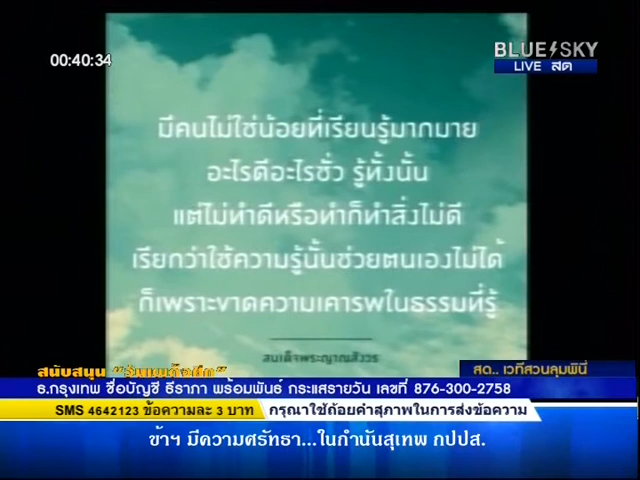 00:40:34
BLUE SKY
LIVE สด
มีคนไม่ใช่น้อยที่เรียนรู้มากมาย
อะไรดีอะไรชั่ว รู้ทั้งนั้น
แต่ไม่ทำดีหรือทำก็ทำสิ่งไม่ดี
เรียกว่าใช้ความรู้นั้นช่วยตนเองไม่ได้
ก็เพราะขาดความเคารพในธรรมที่รู้
สมเด็จพระญาณสังวร
สนับสนุน
สด.. เวทีสวนลุมพินี
ธ.กรุงเทพ ชื่อบัญชี ธีราภา พร้อมพันธ์ กระแสรายวัน เลขที่ 876-300-2758
SMS 4642123 ข้อความละ 3 บาท กรุณาใช้ถ้อยคำสุภาพในการส่งข้อความ
ข้าฯ มีความศรัทธา...ในกำนันสุเทพ กปปส.